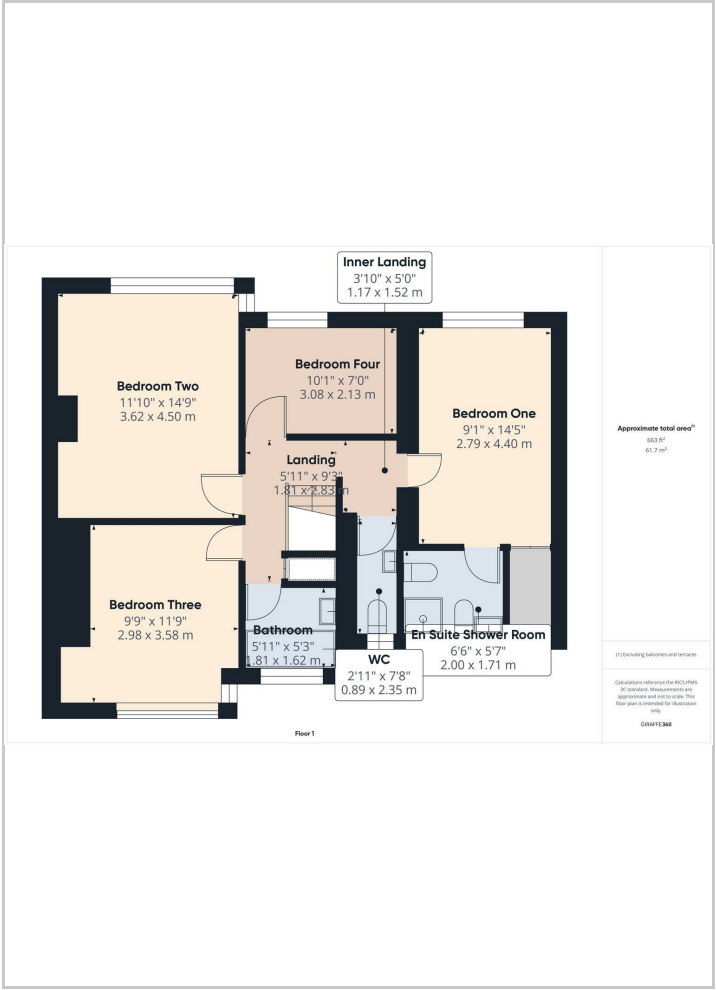 Inner Landing
3'10" x 5'0"
1.17 x 1.52 m
Bedroom Two
11'10" x 14'9"
3.62 x 4.50 m
Bedroom Four
10'1" x 7'0"
3.08 x 2.13 m
Bedroom One
9'1" x 14'5"
2.79 x 4.40 m
Landing
5'11" x 9'3"
1.81 x 2.83 m
Bedroom Three
9'9" x 11'9"
2.98 x 3.58 m
Bathroom
5'11" x 5'3"
1.81 x 1.62 m
WC
2'11" x 7'8"
0.89 x 2.35 m
En Suite Shower Room
6'6" x 5'7"
2.00 x 1.71 m
Floor 1
Approximate total area⁽¹⁾
663 ft²
61.7 m²
(1) Excluding balconies and terraces
Calculations reference the RICS IPMS
3C standard. Measurements are
approximate and not to scale. This
floor plan is intended for illustration
only.
GIRAFFE360